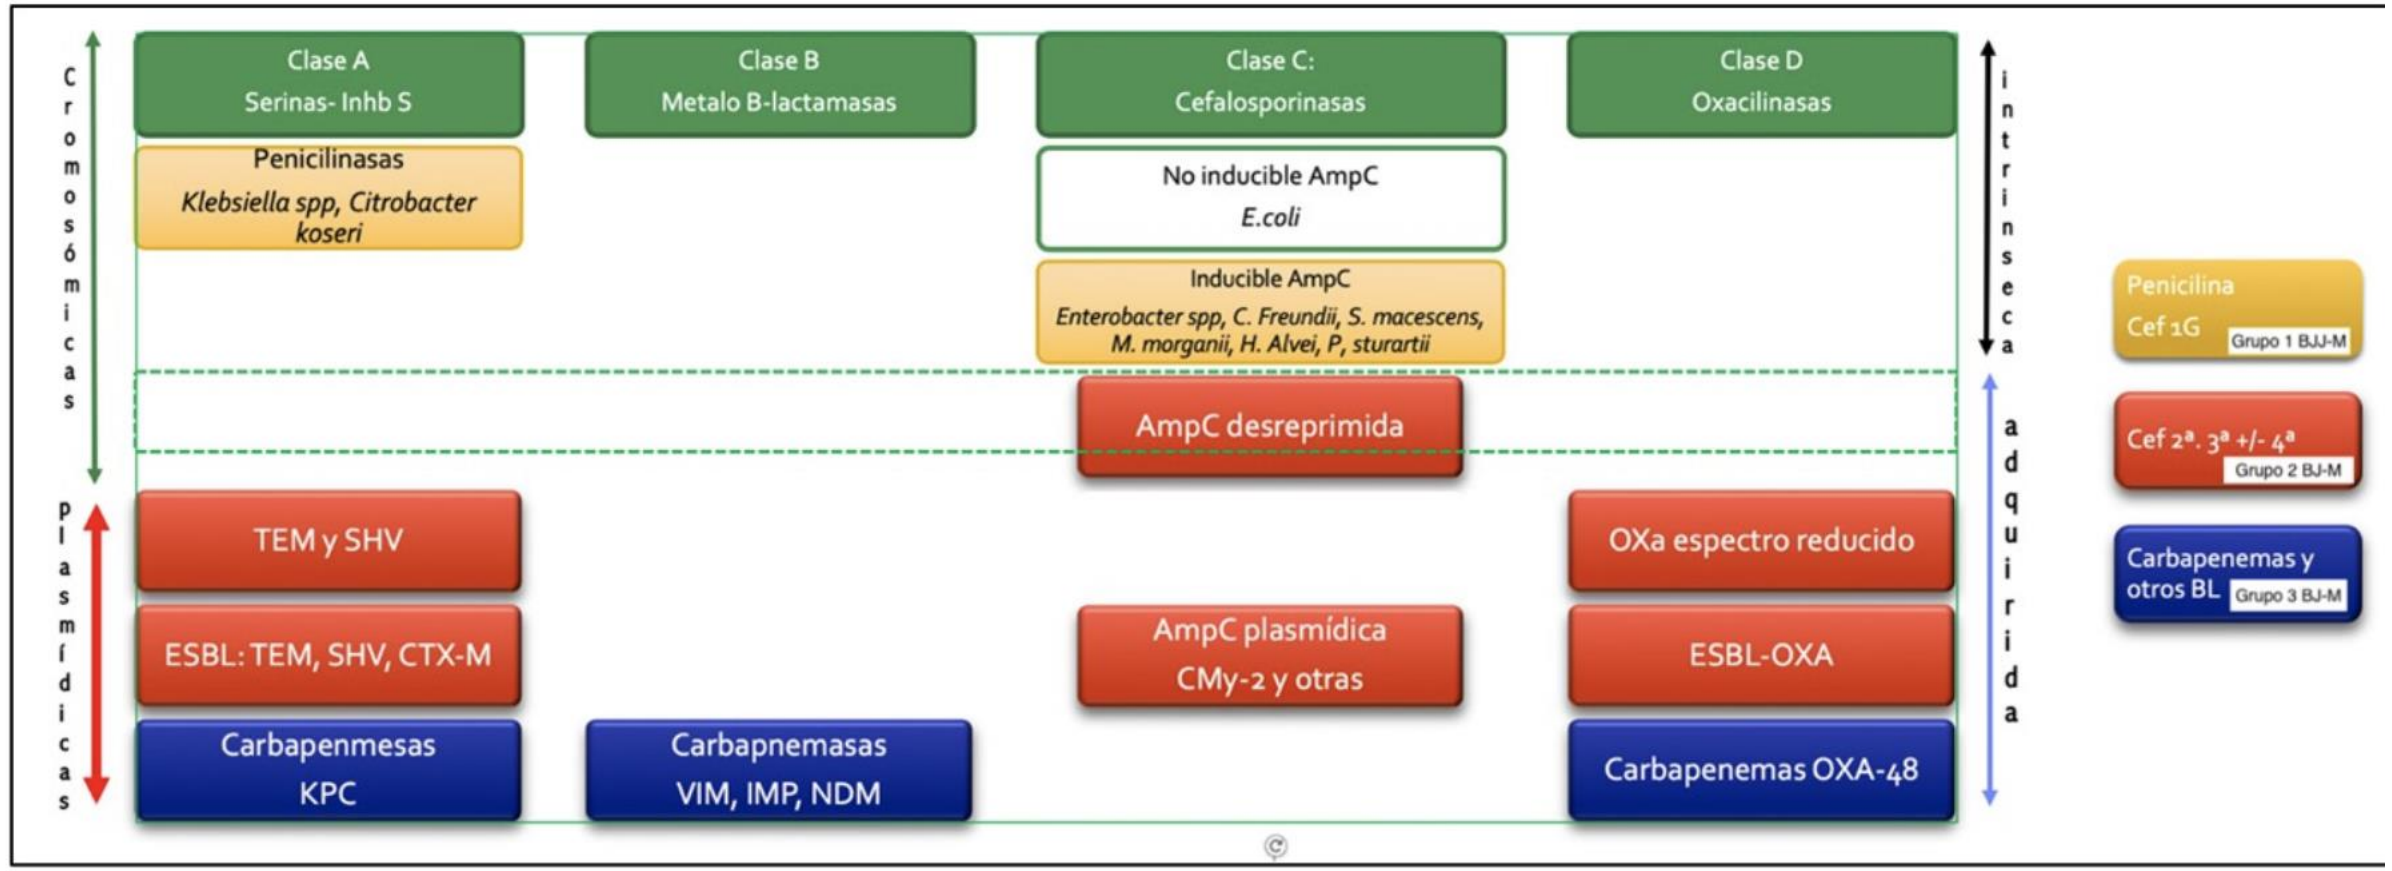 Cromosómicas
plasmídicas
Clase A
Serinas- Inhb S
Penicilinasas
Klebsiella spp, Citrobacter
koseri
TEM y SHV
ESBL: TEM, SHV, CTX-M
Carbapenmesas
KPC
Clase B
Metalo B-lactamasas
Carbapnemasas
VIM, IMP, NDM
Clase C:
Cefalosporinasas
No inducible AmpC
E.coli
Inducible AmpC
Enterobacter spp, C. Freundii, S. macescens,
M. morganii, H. Alvei, P, sturartii
AmpC desreprimida
AmpC plasmídica
CMy-2 y otras
Clase D
Oxacilinasas
OXa espectro reducido
ESBL-OXA
Carbapenemas OXA-48
intrinseca
adquirida
Penicilina
Cef 1G
Grupo 1 BJJ-M
Cef 2ª. 3ª +/- 4ª
Grupo 2 BJ-M
Carbapenemas y
otros BL
Grupo 3 BJ-M